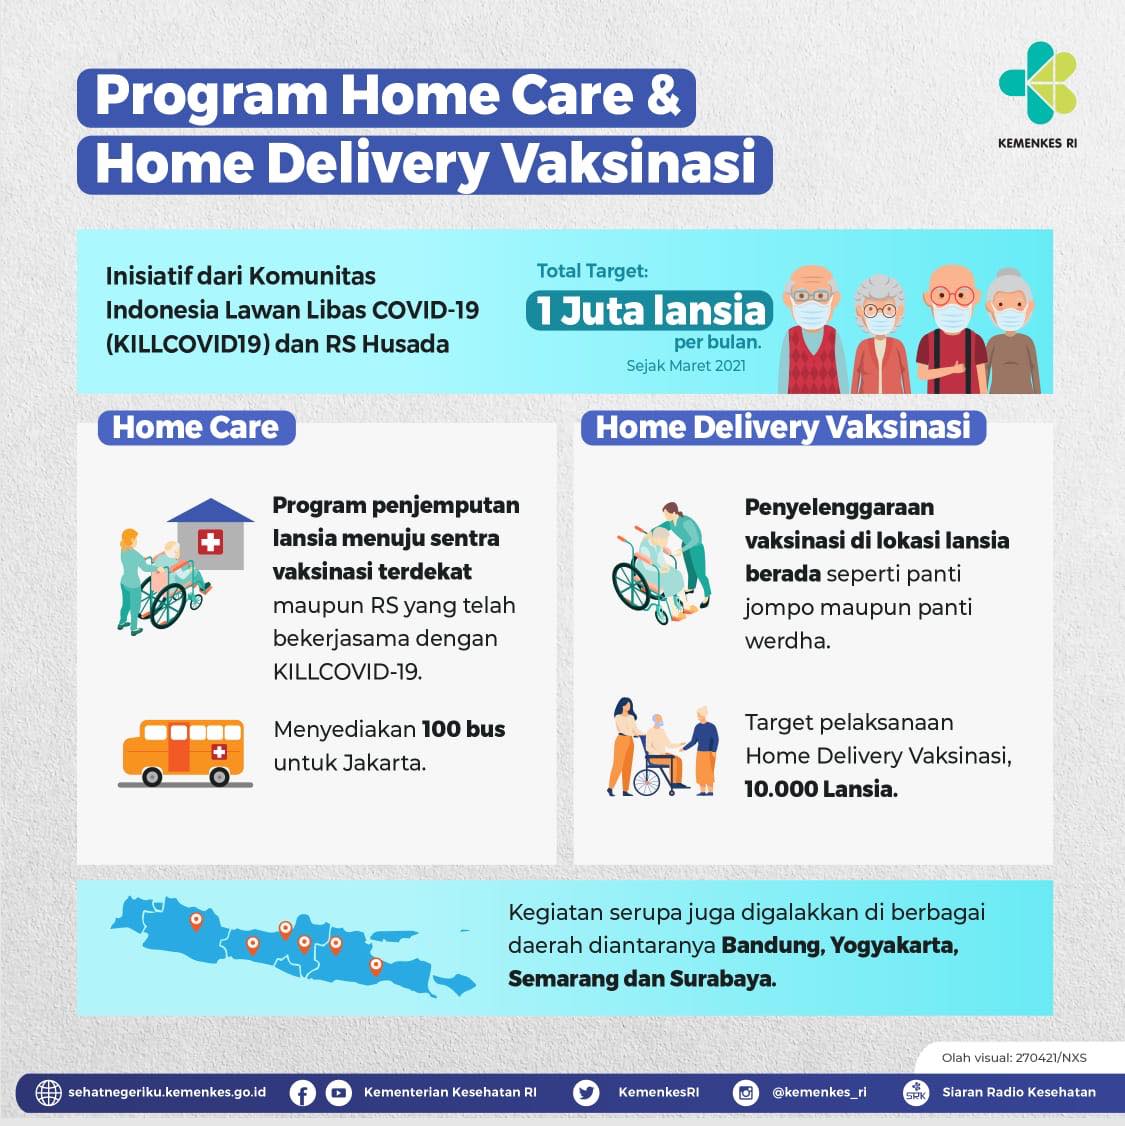 Program Home Care &
Home Delivery Vaksinasi
KEMENKES RI
Inisiatif dari Komunitas
Indonesia Lawan Libas COVID-19
(KILLCOVID19) dan RS Husada
Total Target:
1 Juta lansia
per bulan.
Sejak Maret 2021
Home Care
Program penjemputan
lansia menuju sentra
vaksinasi terdekat
maupun RS yang telah
bekerjasama dengan
KILLCOVID-19.
Menyediakan 100 bus
untuk Jakarta.
Home Delivery Vaksinasi
Penyelenggaraan
vaksinasi di lokasi lansia
berada seperti panti
jompo maupun panti
werdha.
Target pelaksanaan
Home Delivery Vaksinasi,
10.000 Lansia.
Kegiatan serupa juga digalakkan di berbagai
daerah diantaranya Bandung, Yogyakarta,
Semarang dan Surabaya.
Olah visual: 270421/NXS
sehatnegeriku.kemenkes.go.id
Kementerian Kesehatan RI
KemenkesRI
@kemenkes_ri
SRK
Siaran Radio Kesehatan